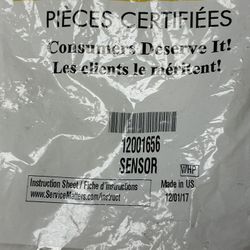 PIÈCES CERTIFIÉES
Consumers Deserve It!
Les clients le méritent!
12001656
SENSOR
WHP
Instruction Sheet / Fiche d'instructions
www.ServiceMatters.com/instruct
Made in US
12/01/17